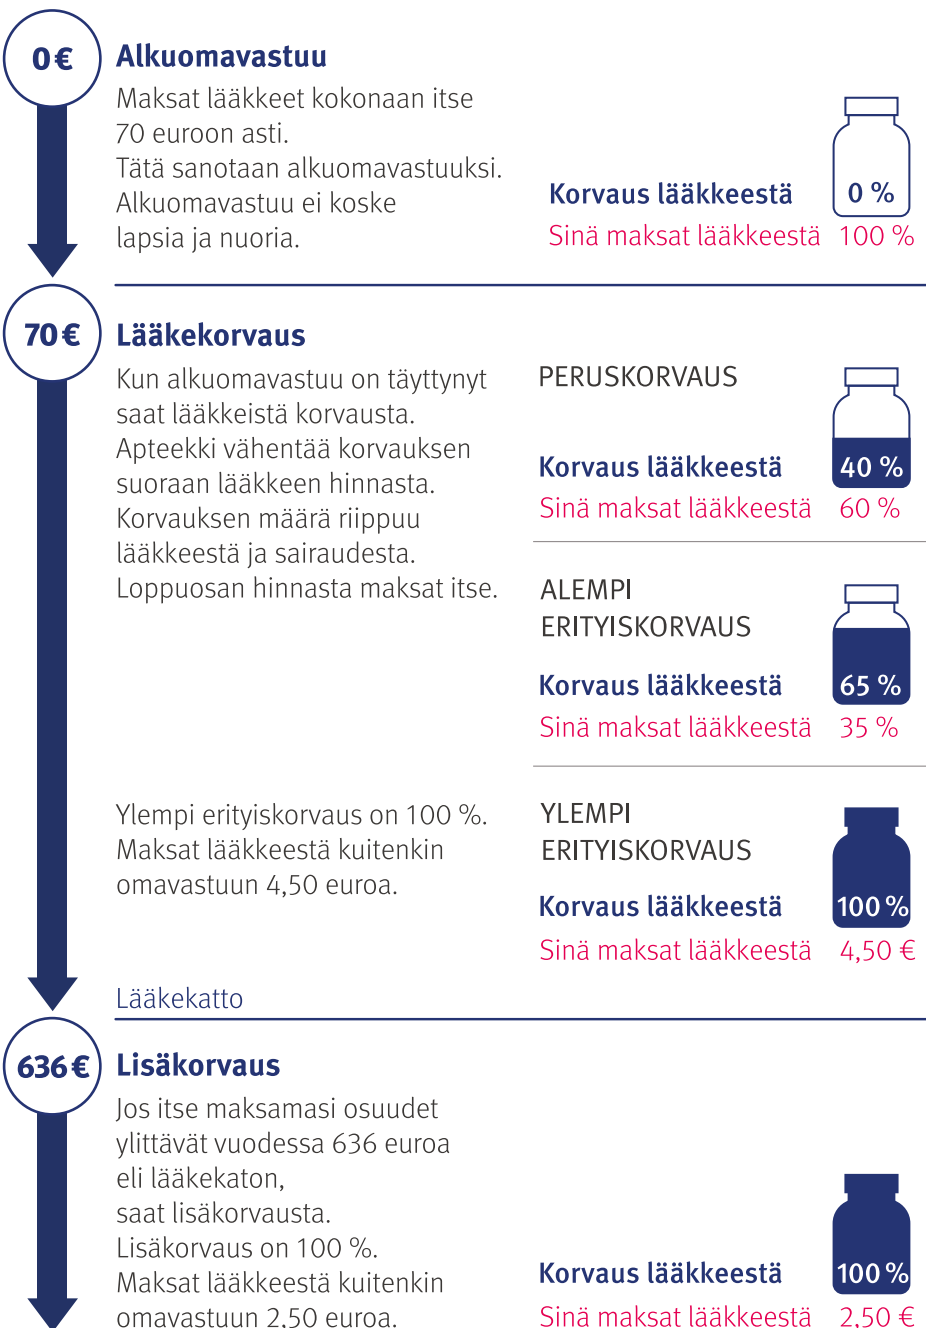 0 €
Alkuomavastuu
Maksat lääkkeet kokonaan itse
70 euroon asti.
Tätä sanotaan alkuomavastuuksi.
Alkuomavastuu ei koske
lapsia ja nuoria.
Korvaus lääkkeestä 0 %
Sinä maksat lääkkeestä 100 %
70 €
Lääkekorvaus
Kun alkuomavastuu on täyttynyt
saat lääkkeistä korvausta.
Apteekki vähentää korvauksen
suoraan lääkkeen hinnasta.
Korvauksen määrä riippuu
lääkkeestä ja sairaudesta.
Loppuosan hinnasta maksat itse.
PERUSKORVAUS
Korvaus lääkkeestä 40 %
Sinä maksat lääkkeestä 60 %
ALEMPI
ERITYISKORVAUS
Korvaus lääkkeestä 65 %
Sinä maksat lääkkeestä 35 %
Ylempi erityiskorvaus on 100 %.
Maksat lääkkeestä kuitenkin
omavastuun 4,50 euroa.
YLEMPI
ERITYISKORVAUS
Korvaus lääkkeestä 100 %
Sinä maksat lääkkeestä 4,50 €
Lääkekatto
636 €
Lisäkorvaus
Jos itse maksamasi osuudet
ylittävät vuodessa 636 euroa
eli lääkekaton,
saat lisäkorvausta.
Lisäkorvaus on 100 %.
Maksat lääkkeestä kuitenkin
omavastuun 2,50 euroa.
Korvaus lääkkeestä 100 %
Sinä maksat lääkkeestä 2,50 €